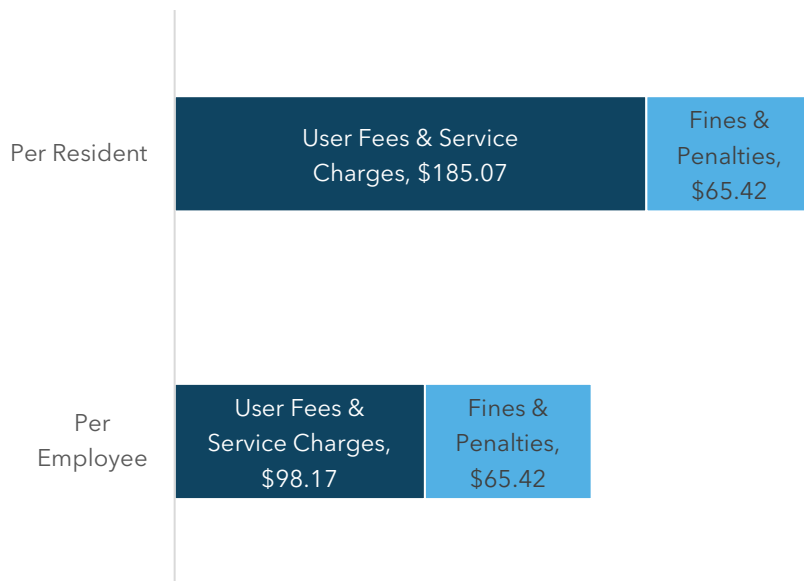 Per Resident
User Fees & Service
Charges, $185.07
Fines &
Penalties,
$65.42
Per
Employee
User Fees &
Service Charges,
$98.17
Fines &
Penalties,
$65.42